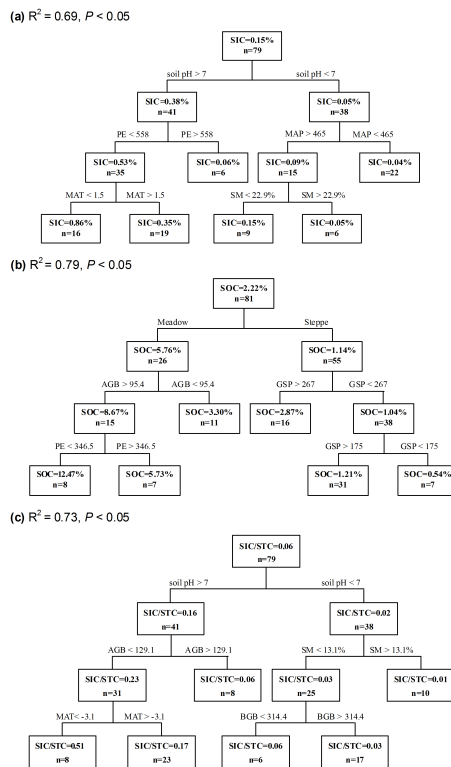 (a) R² = 0.69, P < 0.05
SIC=0.15%
n=79
soil pH > 7 soil pH < 7
SIC=0.38% SIC=0.05%
n=41 n=38
PE < 558 PE > 558 MAP > 465 MAP < 465
SIC=0.53% SIC=0.06% SIC=0.09% SIC=0.04%
n=35 n=6 n=15 n=22
MAT < 1.5 MAT > 1.5 SM < 22.9% SM > 22.9%
SIC=0.86% SIC=0.35% SIC=0.15% SIC=0.05%
n=16 n=19 n=9 n=6
(b) R² = 0.79, P < 0.05
SOC=2.22%
n=81
Meadow Steppe
SOC=5.76% SOC=1.14%
n=26 n=55
AGB > 95.4 AGB < 95.4 GSP > 267 GSP < 267
SOC=8.67% SOC=3.30% SOC=2.87% SOC=1.04%
n=15 n=11 n=16 n=38
PE < 346.5 PE > 346.5 GSP > 175 GSP < 175
SOC=12.47% SOC=5.73% SOC=1.21% SOC=0.54%
n=8 n=7 n=31 n=7
(c) R² = 0.73, P < 0.05
SIC/STC=0.06
n=79
soil pH > 7 soil pH < 7
SIC/STC=0.16 SIC/STC=0.02
n=41 n=38
AGB < 129.1 AGB > 129.1 SM < 13.1% SM > 13.1%
SIC/STC=0.23 SIC/STC=0.06 SIC/STC=0.03 SIC/STC=0.01
n=31 n=8 n=25 n=10
MAT< -3.1 MAT > -3.1 BGB < 314.4 BGB > 314.4
SIC/STC=0.51 SIC/STC=0.17 SIC/STC=0.06 SIC/STC=0.03
n=8 n=23 n=6 n=17